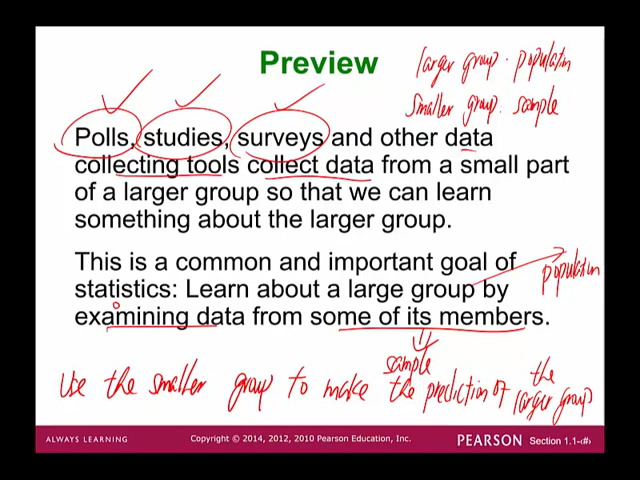 Preview
larger group. population
smaller group. sample
Polls, studies, surveys and other data
collecting tools collect data from a small part
of a larger group so that we can learn
something about the larger group.
This is a common and important goal of
statistics: Learn about a large group by
examining data from some of its members.
population
sample
Use the smaller group to make the prediction of the
larger group
ALWAYS LEARNING
Copyright © 2014, 2012, 2010 Pearson Education, Inc.
PEARSON
Section 1.1-‹#›